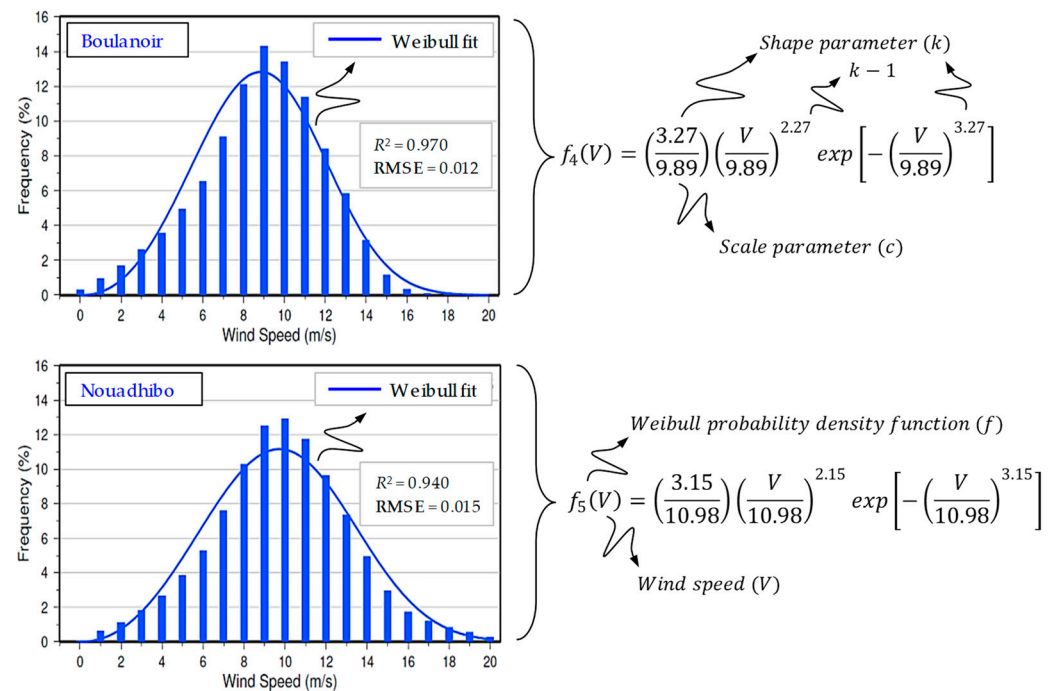 Boulanoir
Weibull fit
R² = 0.970
RMSE = 0.012
Frequency (%)
16
14
12
10
8
6
4
2
0
0 2 4 6 8 10 12 14 16 18 20
Wind Speed (m/s)
Shape parameter (k)
k − 1
f₄(V) = (3.27/9.89) (V/9.89)^2.27 exp[−(V/9.89)^3.27]
Scale parameter (c)
Nouadhibo
Weibull fit
R² = 0.940
RMSE = 0.015
Frequency (%)
16
14
12
10
8
6
4
2
0
0 2 4 6 8 10 12 14 16 18 20
Wind Speed (m/s)
Weibull probability density function (f)
f₅(V) = (3.15/10.98) (V/10.98)^2.15 exp[−(V/10.98)^3.15]
Wind speed (V)